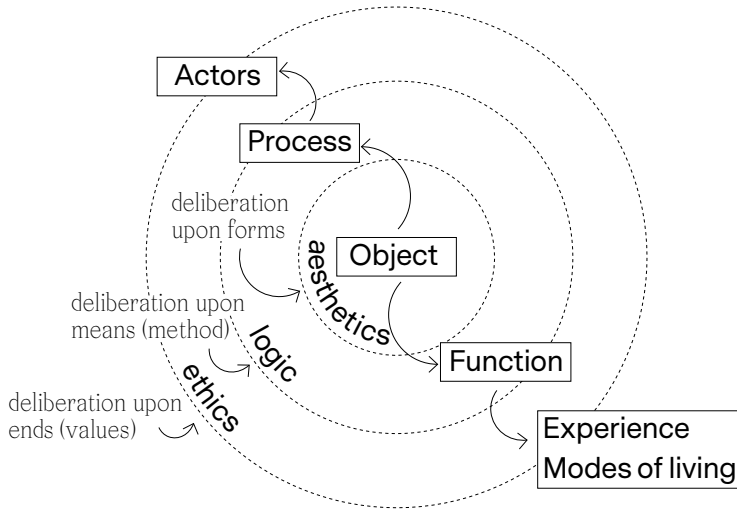 Actors
Process
deliberation
upon forms
Object
aesthetics
deliberation upon
means (method)
logic
Function
ethics
deliberation upon
ends (values)
Experience
Modes of living